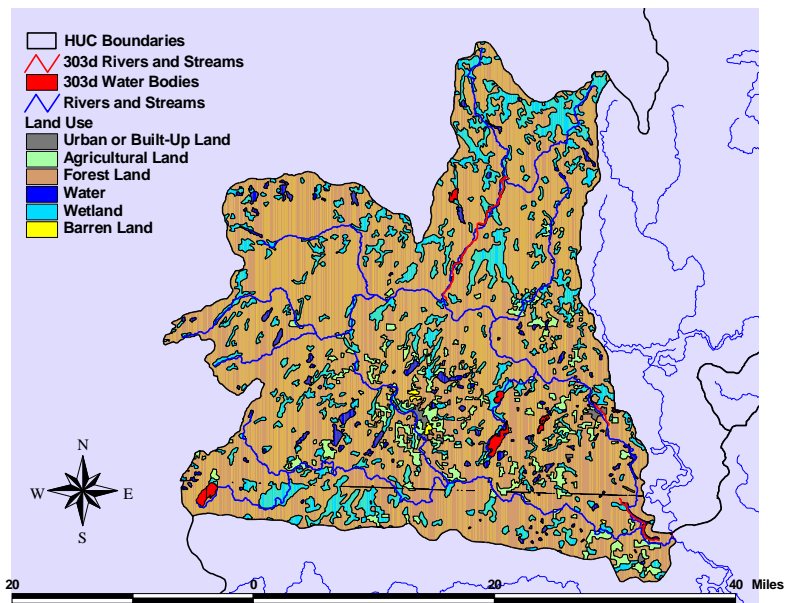 HUC Boundaries
303d Rivers and Streams
303d Water Bodies
Rivers and Streams
Land Use
Urban or Built-Up Land
Agricultural Land
Forest Land
Water
Wetland
Barren Land
N
W E
S
20 0 20 40 Miles